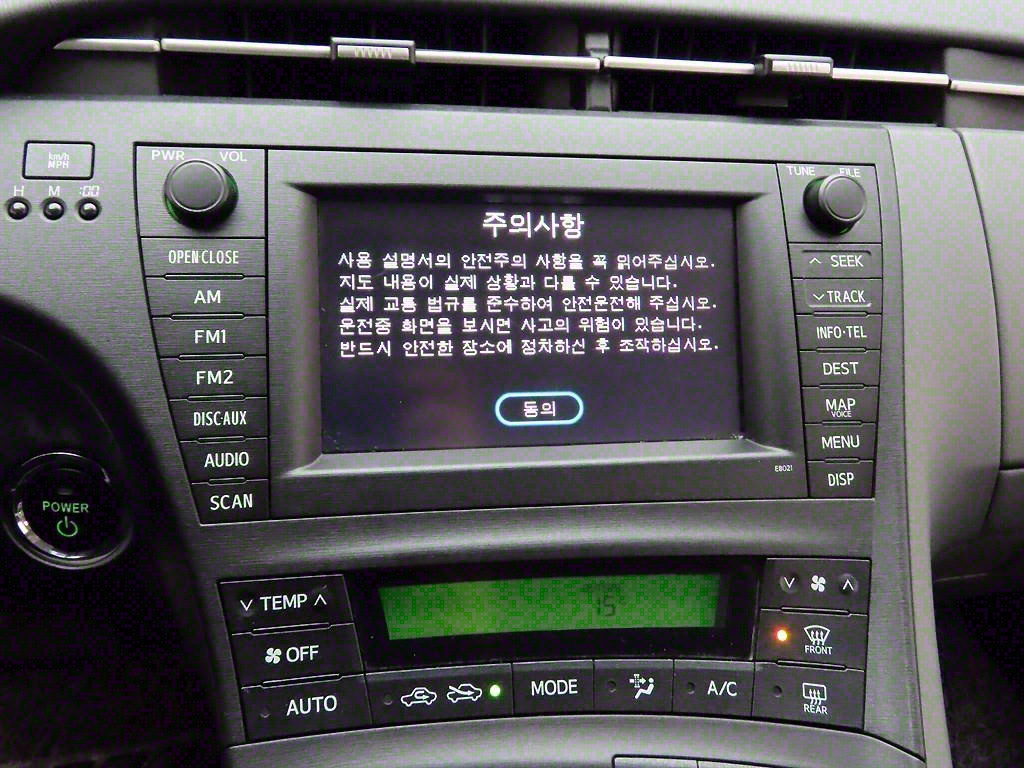 km/h
MPH
H M :00
PWR VOL
OPEN·CLOSE
AM
FM1
FM2
DISC·AUX
AUDIO
SCAN
주의사항
사용 설명서의 안전주의 사항을 꼭 읽어주십시오.
지도 내용이 실제 상황과 다를 수 있습니다.
실제 교통 법규를 준수하여 안전운전해 주십시오.
운전중 화면을 보시면 사고의 위험이 있습니다.
반드시 안전한 장소에 정차하신 후 조작하십시오.
동의
E8021
TUNE FILE
SEEK
TRACK
INFO·TEL
DEST
MAP
VOICE
MENU
DISP
POWER
TEMP
OFF
AUTO
15
MODE
A/C
FRONT
REAR